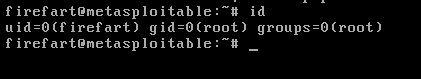 firefart@metasploitable:~# id
uid=0(firefart) gid=0(root) groups=0(root)
firefart@metasploitable:~# _